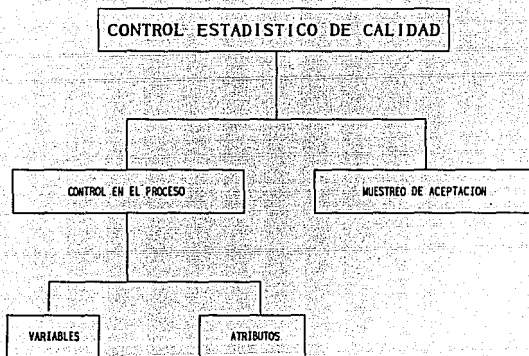 CONTROL ESTADISTICO DE CALIDAD
CONTROL EN EL PROCESO
MUESTREO DE ACEPTACION
VARIABLES
ATRIBUTOS